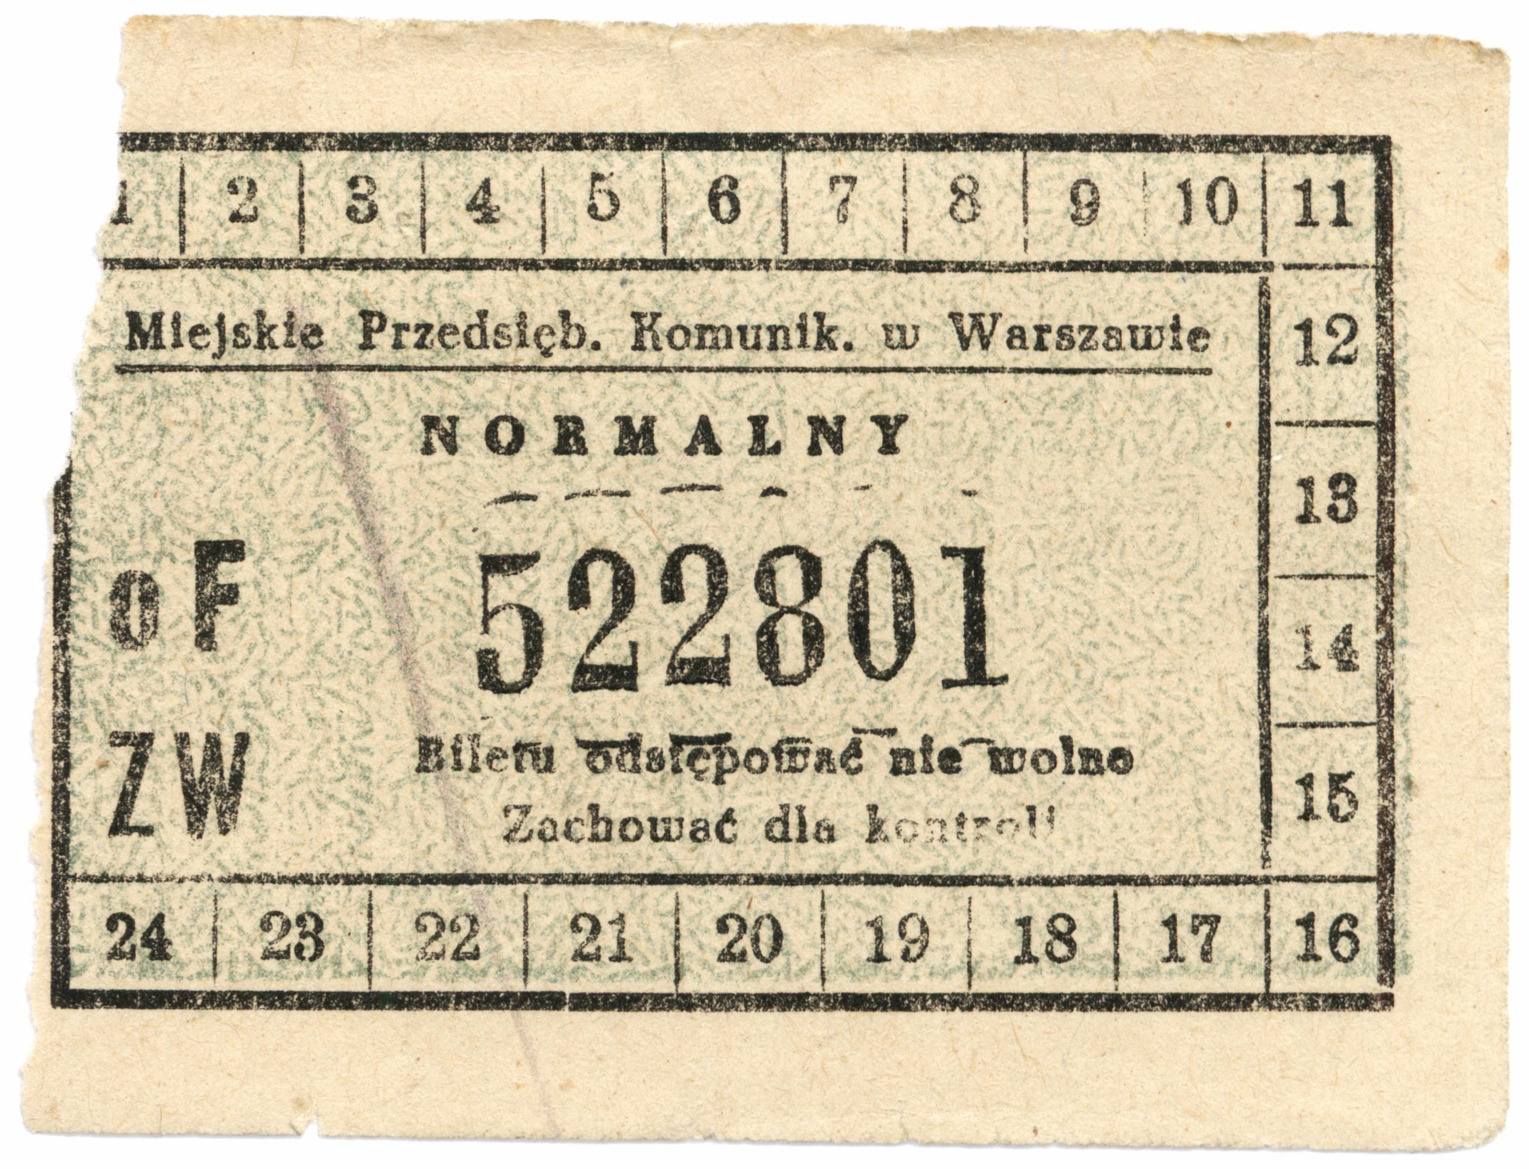 1 2 3 4 5 6 7 8 9 10 11
Miejskie Przedsięb. Komunik. w Warszawie
12
NORMALNY
13
o F
522801
14
ZW
Biletu odstępować nie wolno
15
Zachować dla kontroli
24 23 22 21 20 19 18 17 16